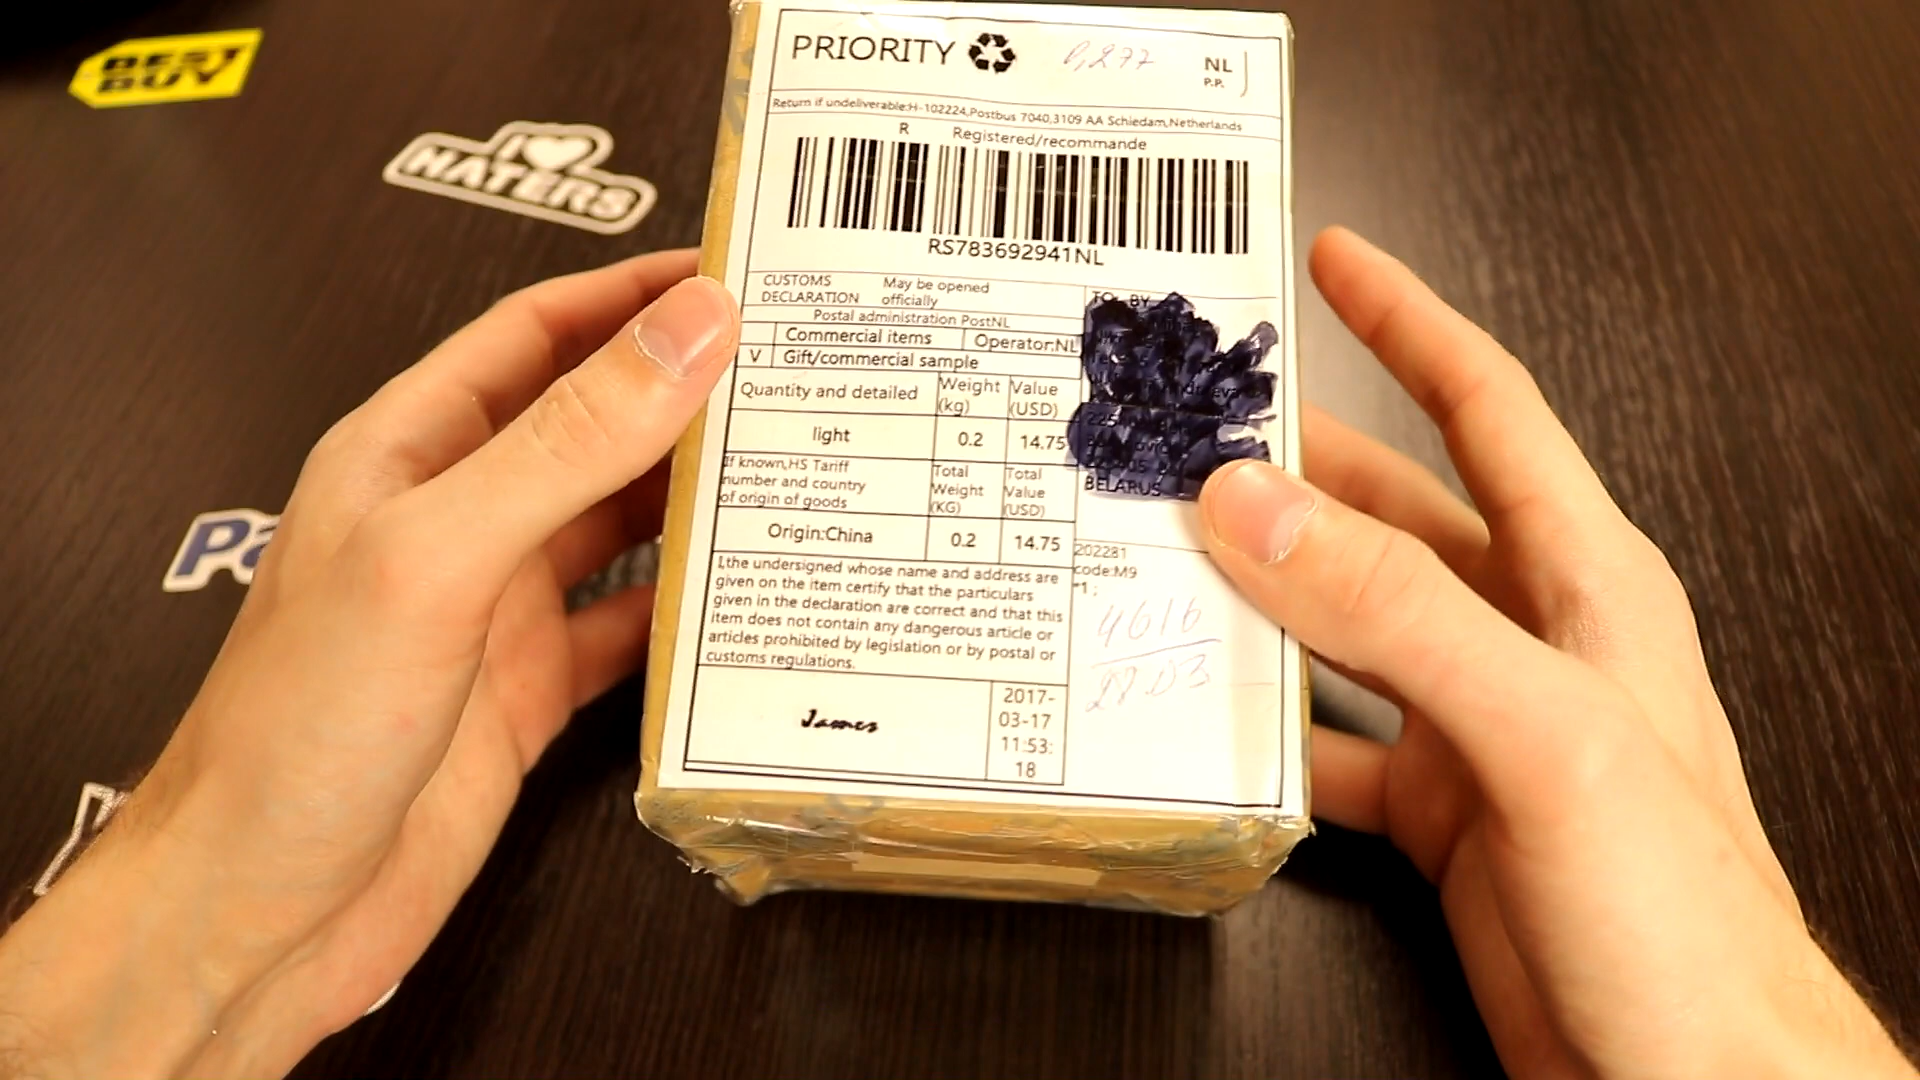 BEST
BUY
I
HATERS
Pa
PRIORITY
NL
P.P.
Return if undeliverable:H-102224,Postbus 7040,3109 AA Schiedam,Netherlands
R Registered/recommande
RS783692941NL
CUSTOMS
DECLARATION
May be opened
officially
Postal administration PostNL
Commercial items Operator:NL
V Gift/commercial sample
Quantity and detailed
Weight
(kg)
Value
(USD)
light 0.2 14.75
If known,HS Tariff
number and country
of origin of goods
Total
Weight
(KG)
Total
Value
(USD)
Origin:China 0.2 14.75
I,the undersigned whose name and address are
given on the item certify that the particulars
given in the declaration are correct and that this
item does not contain any dangerous article or
articles prohibited by legislation or by postal or
customs regulations.
James
2017-
03-17
11:53:
18
TO: BY
BELARUS
202281
code:M9
*1 ;
4616